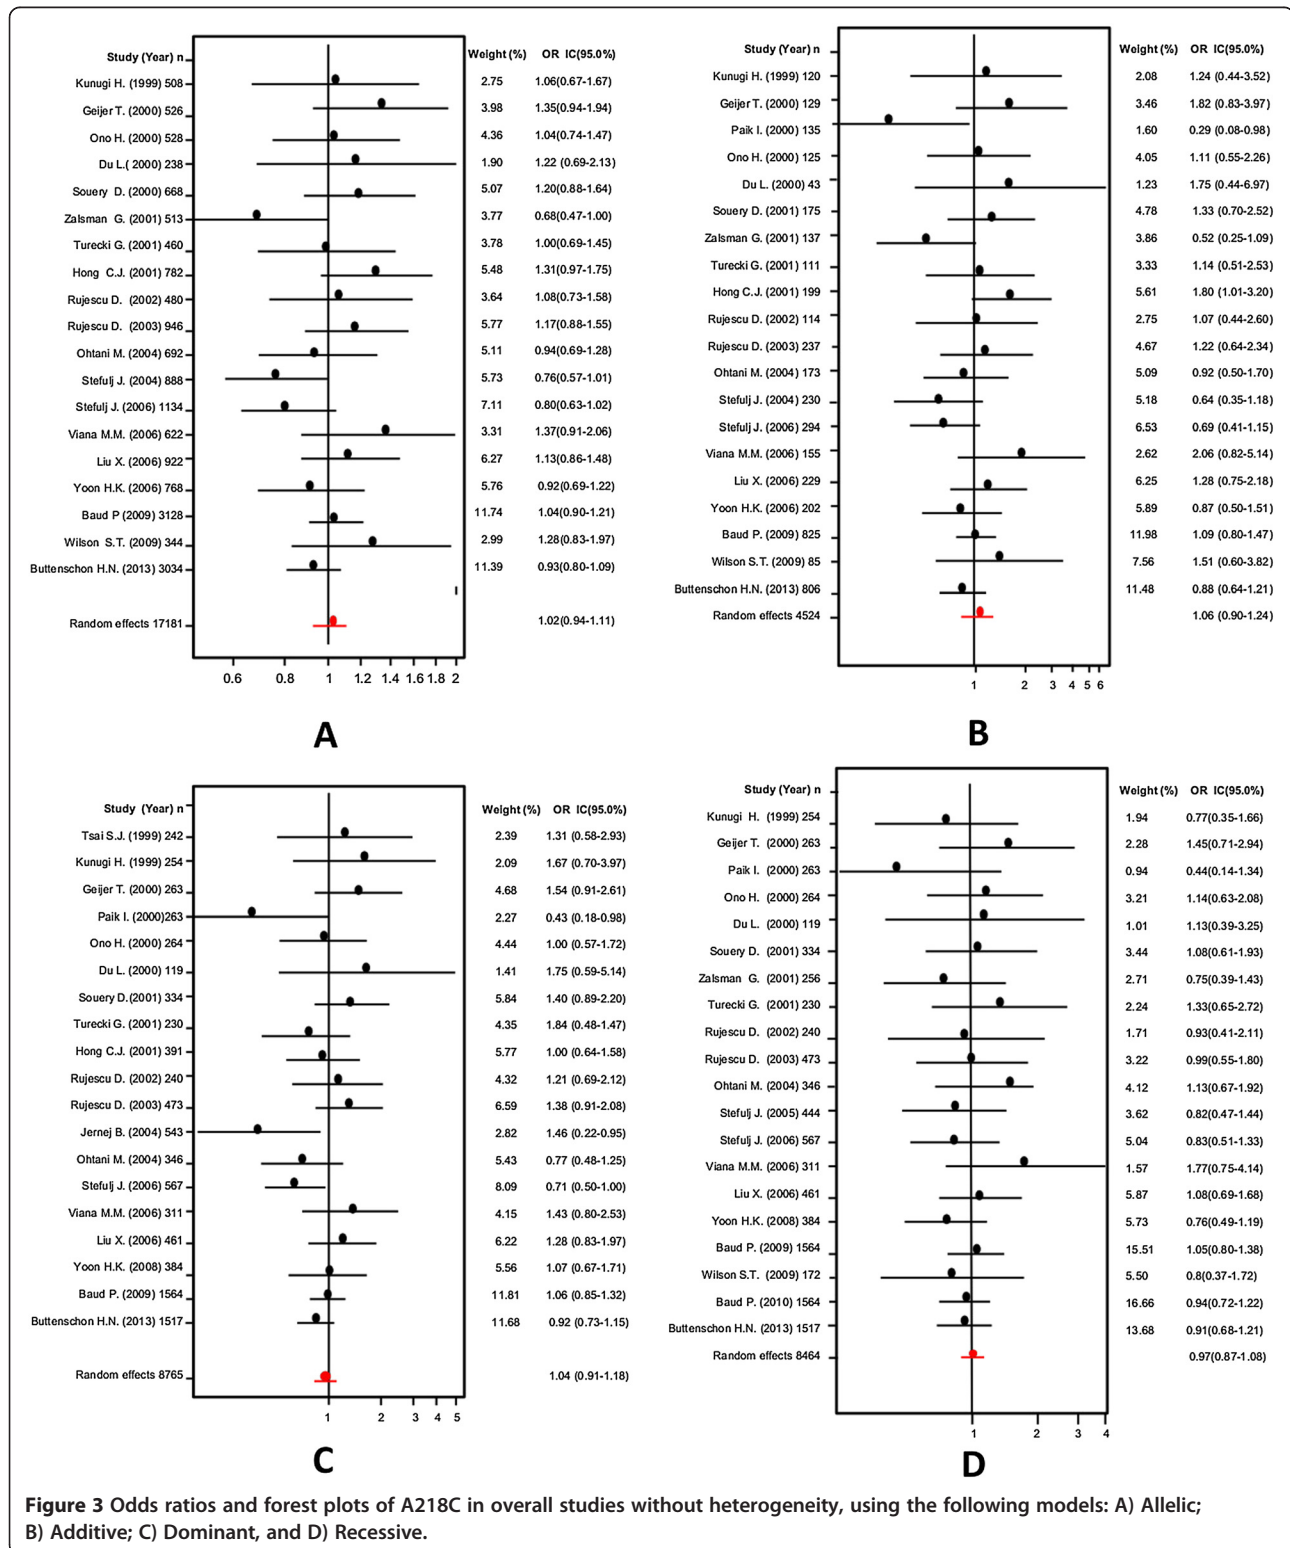 Study (Year) n Weight (%) OR IC(95.0%)
Kunugi H. (1999) 508 2.75 1.06(0.67-1.67)
Geijer T. (2000) 526 3.98 1.35(0.94-1.94)
Ono H. (2000) 528 4.36 1.04(0.74-1.47)
Du L.( 2000) 238 1.90 1.22 (0.69-2.13)
Souery D. (2000) 668 5.07 1.20(0.88-1.64)
Zalsman G. (2001) 513 3.77 0.68(0.47-1.00)
Turecki G. (2001) 460 3.78 1.00(0.69-1.45)
Hong C.J. (2001) 782 5.48 1.31(0.97-1.75)
Rujescu D. (2002) 480 3.64 1.08(0.73-1.58)
Rujescu D. (2003) 946 5.77 1.17(0.88-1.55)
Ohtani M. (2004) 692 5.11 0.94(0.69-1.28)
Stefulj J. (2004) 888 5.73 0.76(0.57-1.01)
Stefulj J. (2006) 1134 7.11 0.80(0.63-1.02)
Viana M.M. (2006) 622 3.31 1.37(0.91-2.06)
Liu X. (2006) 922 6.27 1.13(0.86-1.48)
Yoon H.K. (2006) 768 5.76 0.92(0.69-1.22)
Baud P (2009) 3128 11.74 1.04(0.90-1.21)
Wilson S.T. (2009) 344 2.99 1.28(0.83-1.97)
Buttenschon H.N. (2013) 3034 11.39 0.93(0.80-1.09)
Random effects 17181 1.02(0.94-1.11)
0.6 0.8 1 1.2 1.4 1.6 1.8 2
A
Study (Year) n Weight (%) OR IC(95.0%)
Kunugi H. (1999) 120 2.08 1.24 (0.44-3.52)
Geijer T. (2000) 129 3.46 1.82 (0.83-3.97)
Paik I. (2000) 135 1.60 0.29 (0.08-0.98)
Ono H. (2000) 125 4.05 1.11 (0.55-2.26)
Du L. (2000) 43 1.23 1.75 (0.44-6.97)
Souery D. (2001) 175 4.78 1.33 (0.70-2.52)
Zalsman G. (2001) 137 3.86 0.52 (0.25-1.09)
Turecki G. (2001) 111 3.33 1.14 (0.51-2.53)
Hong C.J. (2001) 199 5.61 1.80 (1.01-3.20)
Rujescu D. (2002) 114 2.75 1.07 (0.44-2.60)
Rujescu D. (2003) 237 4.67 1.22 (0.64-2.34)
Ohtani M. (2004) 173 5.09 0.92 (0.50-1.70)
Stefulj J. (2004) 230 5.18 0.64 (0.35-1.18)
Stefulj J. (2006) 294 6.53 0.69 (0.41-1.15)
Viana M.M. (2006) 155 2.62 2.06 (0.82-5.14)
Liu X. (2006) 229 6.25 1.28 (0.75-2.18)
Yoon H.K. (2006) 202 5.89 0.87 (0.50-1.51)
Baud P. (2009) 825 11.98 1.09 (0.80-1.47)
Wilson S.T. (2009) 85 7.56 1.51 (0.60-3.82)
Buttenschon H.N. (2013) 806 11.48 0.88 (0.64-1.21)
Random effects 4524 1.06 (0.90-1.24)
1 2 3 4 5 6
B
Study (Year) n Weight (%) OR IC(95.0%)
Tsai S.J. (1999) 242 2.39 1.31 (0.58-2.93)
Kunugi H. (1999) 254 2.09 1.67 (0.70-3.97)
Geijer T. (2000) 263 4.68 1.54 (0.91-2.61)
Paik I. (2000)263 2.27 0.43 (0.18-0.98)
Ono H. (2000) 264 4.44 1.00 (0.57-1.72)
Du L. (2000) 119 1.41 1.75 (0.59-5.14)
Souery D.(2001) 334 5.84 1.40 (0.89-2.20)
Turecki G. (2001) 230 4.35 1.84 (0.48-1.47)
Hong C.J. (2001) 391 5.77 1.00 (0.64-1.58)
Rujescu D. (2002) 240 4.32 1.21 (0.69-2.12)
Rujescu D. (2003) 473 6.59 1.38 (0.91-2.08)
Jernej B. (2004) 543 2.82 1.46 (0.22-0.95)
Ohtani M. (2004) 346 5.43 0.77 (0.48-1.25)
Stefulj J. (2006) 567 8.09 0.71 (0.50-1.00)
Viana M.M. (2006) 311 4.15 1.43 (0.80-2.53)
Liu X. (2006) 461 6.22 1.28 (0.83-1.97)
Yoon H.K. (2008) 384 5.56 1.07 (0.67-1.71)
Baud P. (2009) 1564 11.81 1.06 (0.85-1.32)
Buttenschon H.N. (2013) 1517 11.68 0.92 (0.73-1.15)
Random effects 8765 1.04 (0.91-1.18)
1 2 3 4 5
C
Study (Year) n Weight (%) OR IC(95.0%)
Kunugi H. (1999) 254 1.94 0.77(0.35-1.66)
Geijer T. (2000) 263 2.28 1.45(0.71-2.94)
Paik I. (2000) 263 0.94 0.44(0.14-1.34)
Ono H. (2000) 264 3.21 1.14(0.63-2.08)
Du L. (2000) 119 1.01 1.13(0.39-3.25)
Souery D. (2001) 334 3.44 1.08(0.61-1.93)
Zalsman G. (2001) 256 2.71 0.75(0.39-1.43)
Turecki G. (2001) 230 2.24 1.33(0.65-2.72)
Rujescu D. (2002) 240 1.71 0.93(0.41-2.11)
Rujescu D. (2003) 473 3.22 0.99(0.55-1.80)
Ohtani M. (2004) 346 4.12 1.13(0.67-1.92)
Stefulj J. (2005) 444 3.62 0.82(0.47-1.44)
Stefulj J. (2006) 567 5.04 0.83(0.51-1.33)
Viana M.M. (2006) 311 1.57 1.77(0.75-4.14)
Liu X. (2006) 461 5.87 1.08(0.69-1.68)
Yoon H.K. (2008) 384 5.73 0.76(0.49-1.19)
Baud P. (2009) 1564 15.51 1.05(0.80-1.38)
Wilson S.T. (2009) 172 5.50 0.8(0.37-1.72)
Baud P. (2010) 1564 16.66 0.94(0.72-1.22)
Buttenschon H.N. (2013) 1517 13.68 0.91(0.68-1.21)
Random effects 8464 0.97(0.87-1.08)
1 2 3 4
D
Figure 3 Odds ratios and forest plots of A218C in overall studies without heterogeneity, using the following models: A) Allelic;
B) Additive; C) Dominant, and D) Recessive.